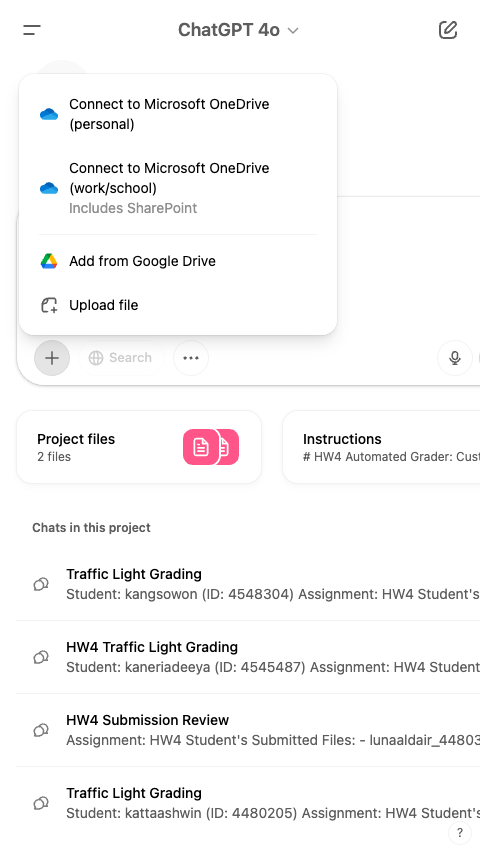 ChatGPT 4o
Connect to Microsoft OneDrive
(personal)
Connect to Microsoft OneDrive
(work/school)
Includes SharePoint
Add from Google Drive
Upload file
Search
Project files
2 files
Instructions
# HW4 Automated Grader: Cust
Chats in this project
Traffic Light Grading
Student: kangsowon (ID: 4548304) Assignment: HW4 Student's
HW4 Traffic Light Grading
Student: kaneriadeeya (ID: 4545487) Assignment: HW4 Student
HW4 Submission Review
Assignment: HW4 Student's Submitted Files: - lunaaldair_44803
Traffic Light Grading
Student: kattaashwin (ID: 4480205) Assignment: HW4 Student's
?